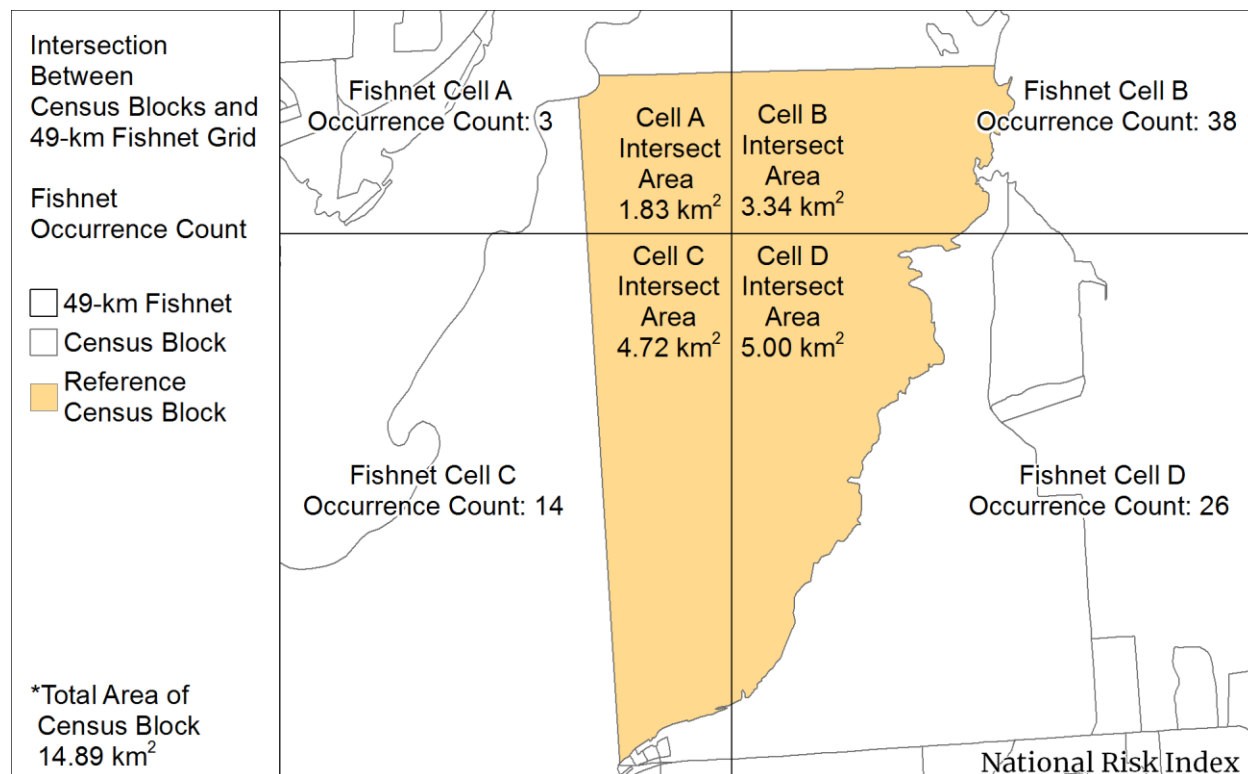 Intersection
Between
Census Blocks and
49-km Fishnet Grid
Fishnet
Occurrence Count
49-km Fishnet
Census Block
Reference
Census Block
*Total Area of
Census Block
14.89 km²
Fishnet Cell A
Occurrence Count: 3
Cell A
Intersect
Area
1.83 km²
Cell B
Intersect
Area
3.34 km²
Fishnet Cell B
Occurrence Count: 38
Cell C
Intersect
Area
4.72 km²
Cell D
Intersect
Area
5.00 km²
Fishnet Cell C
Occurrence Count: 14
Fishnet Cell D
Occurrence Count: 26
National Risk Index